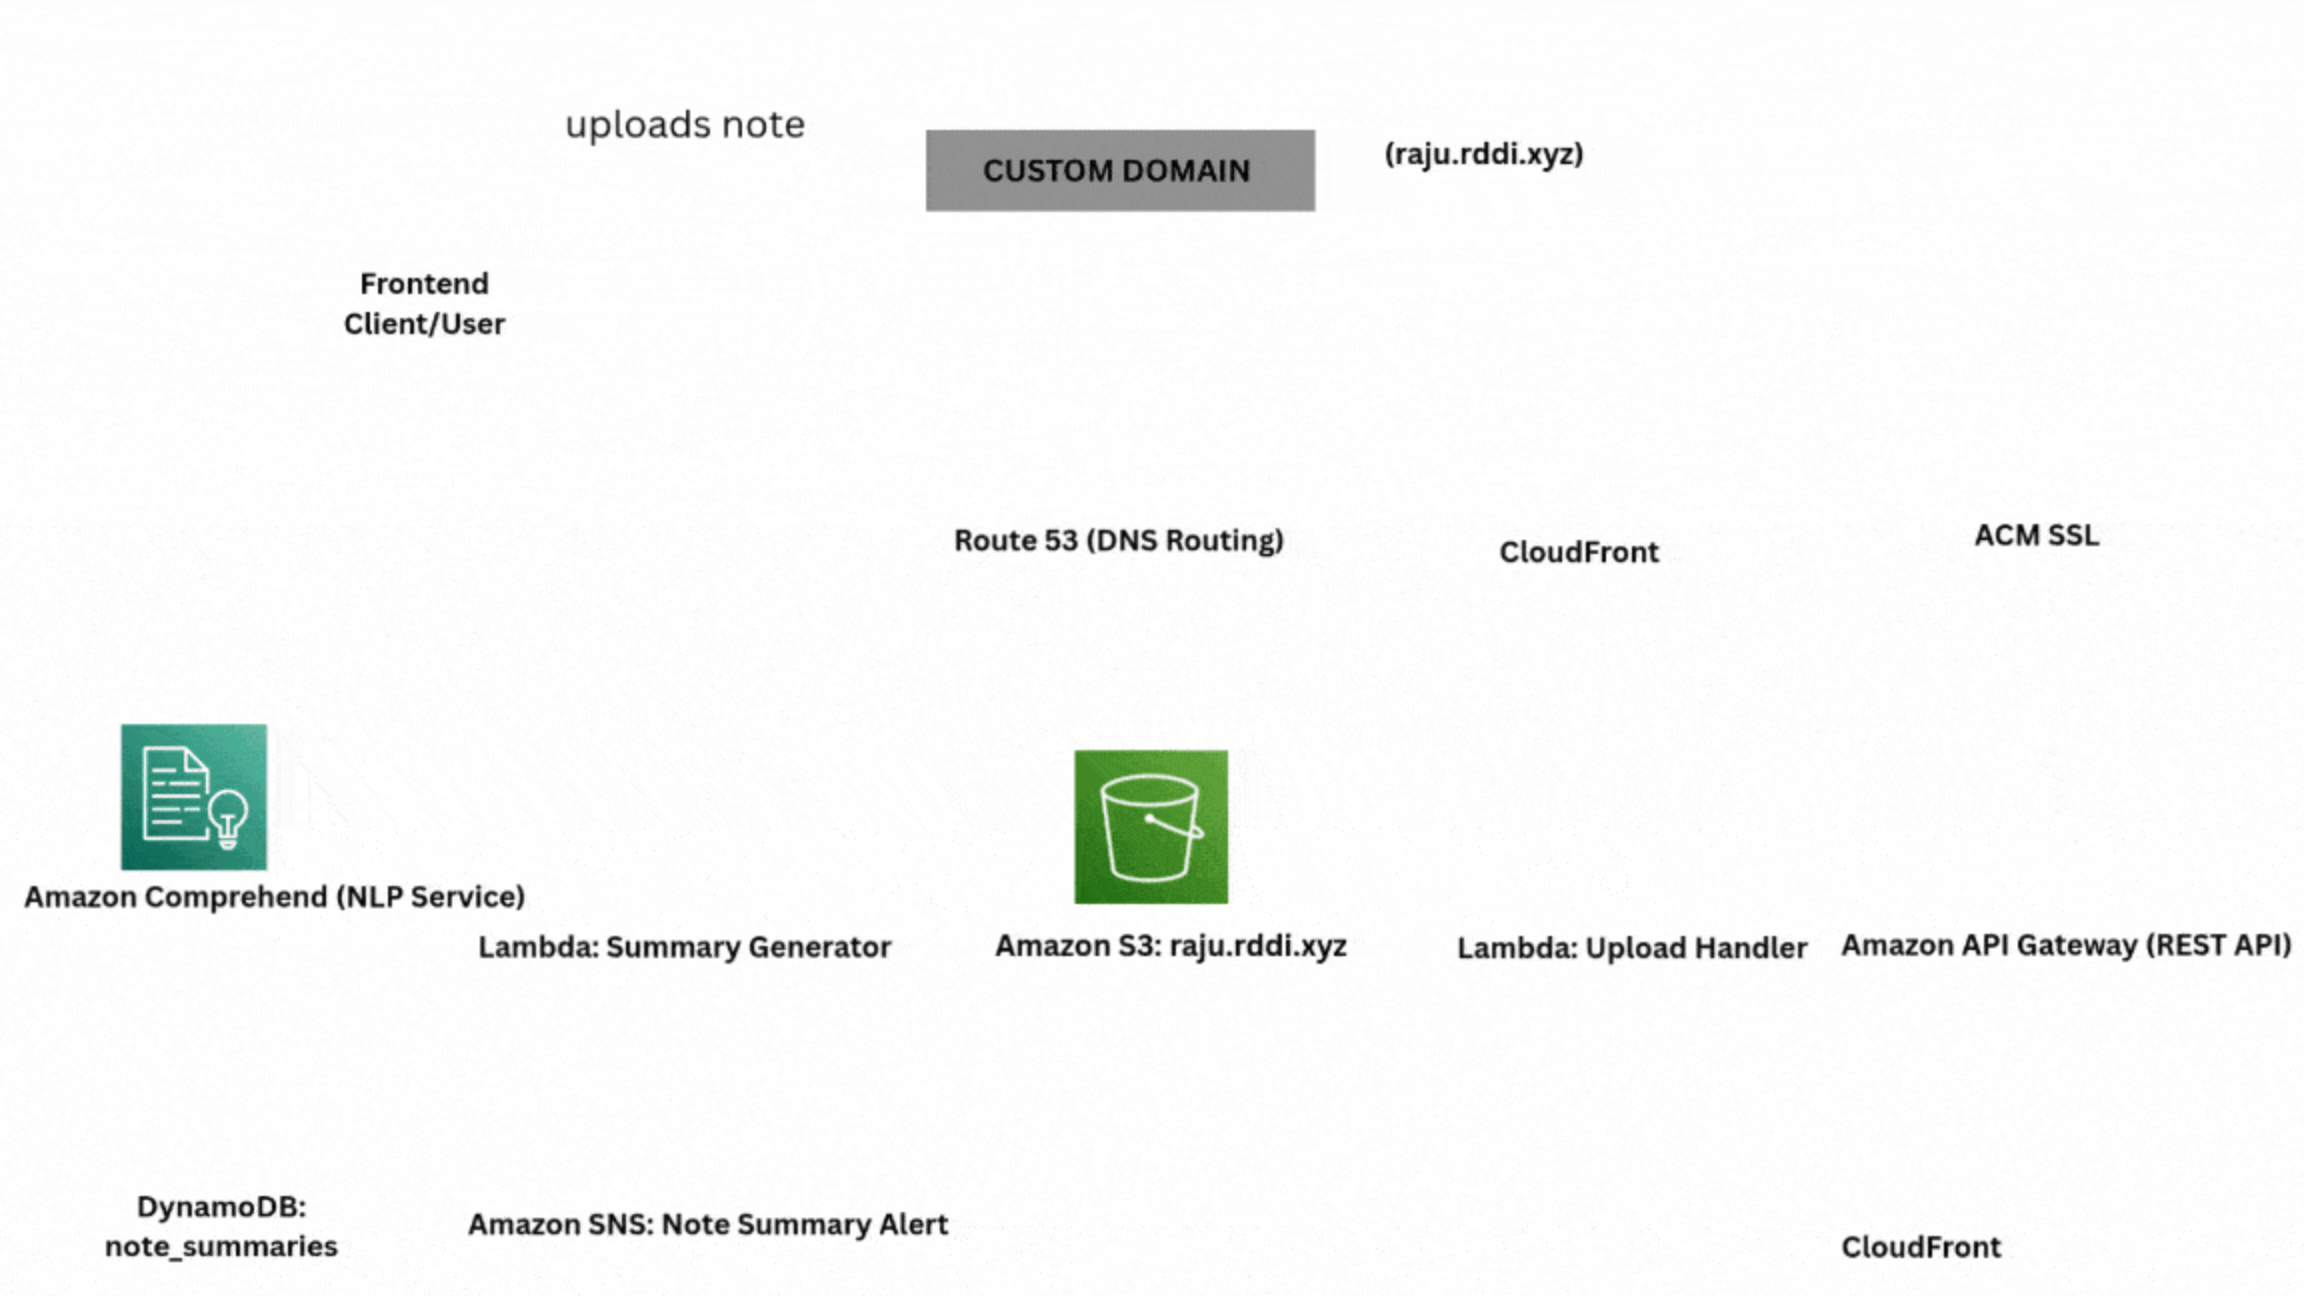 uploads note
CUSTOM DOMAIN
(raju.rddi.xyz)
Frontend
Client/User
Route 53 (DNS Routing)
CloudFront
ACM SSL
Amazon Comprehend (NLP Service)
Lambda: Summary Generator
Amazon S3: raju.rddi.xyz
Lambda: Upload Handler
Amazon API Gateway (REST API)
DynamoDB:
note_summaries
Amazon SNS: Note Summary Alert
CloudFront